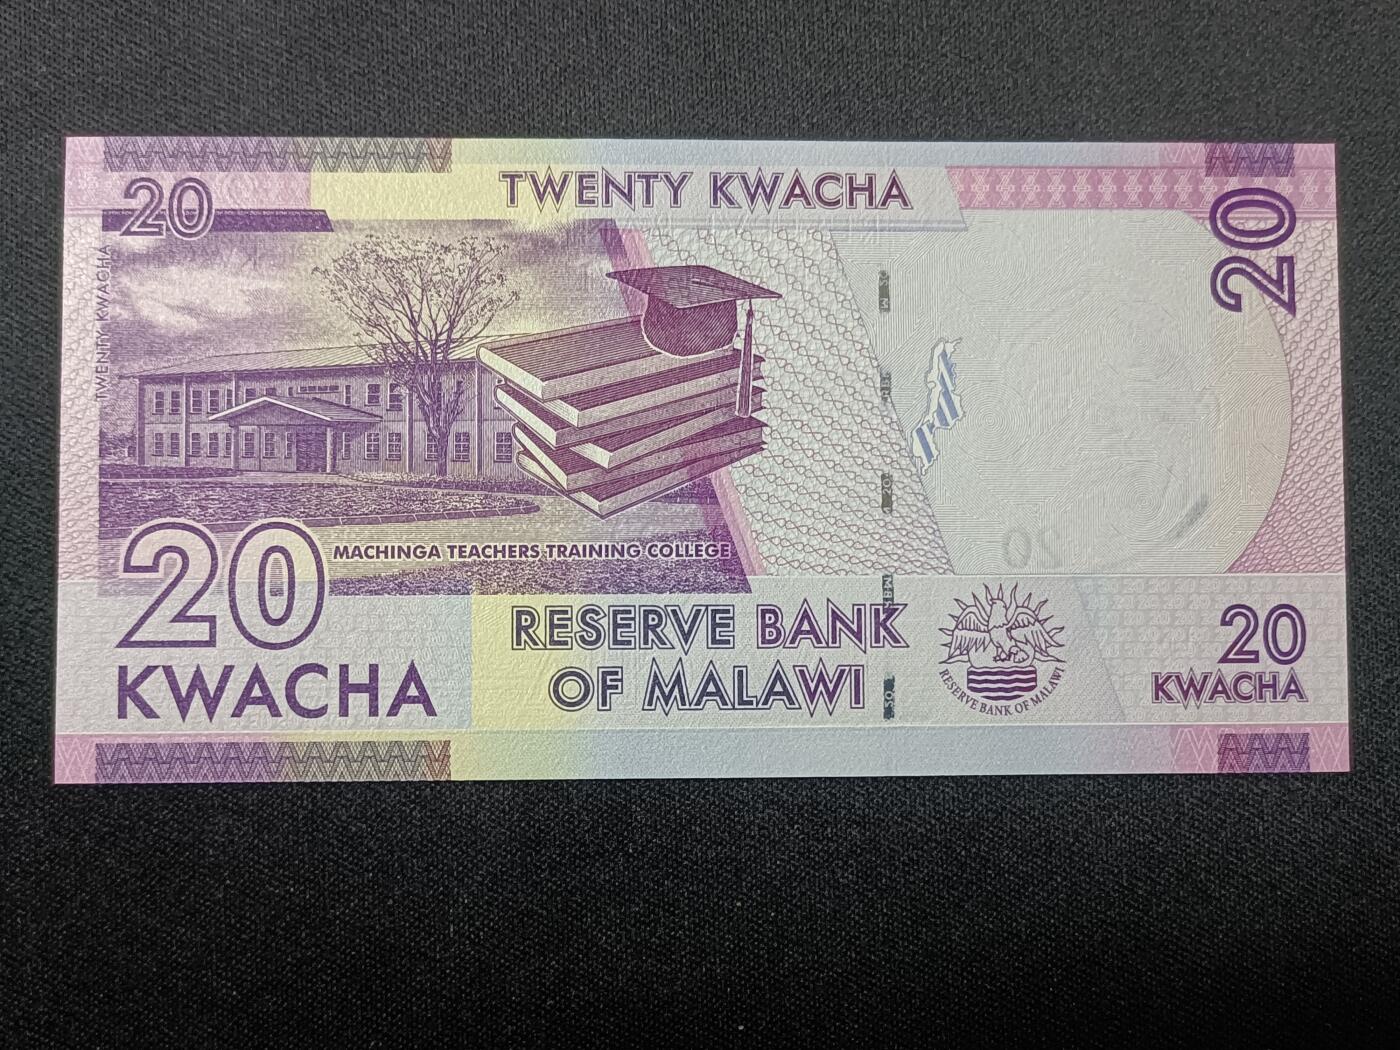 20
TWENTY KWACHA
20
TWENTY KWACHA
MACHINGA TEACHERS TRAINING COLLEGE
20
20
KWACHA
RESERVE BANK
OF MALAWI
RESERVE BANK OF MALAWI
20
KWACHA